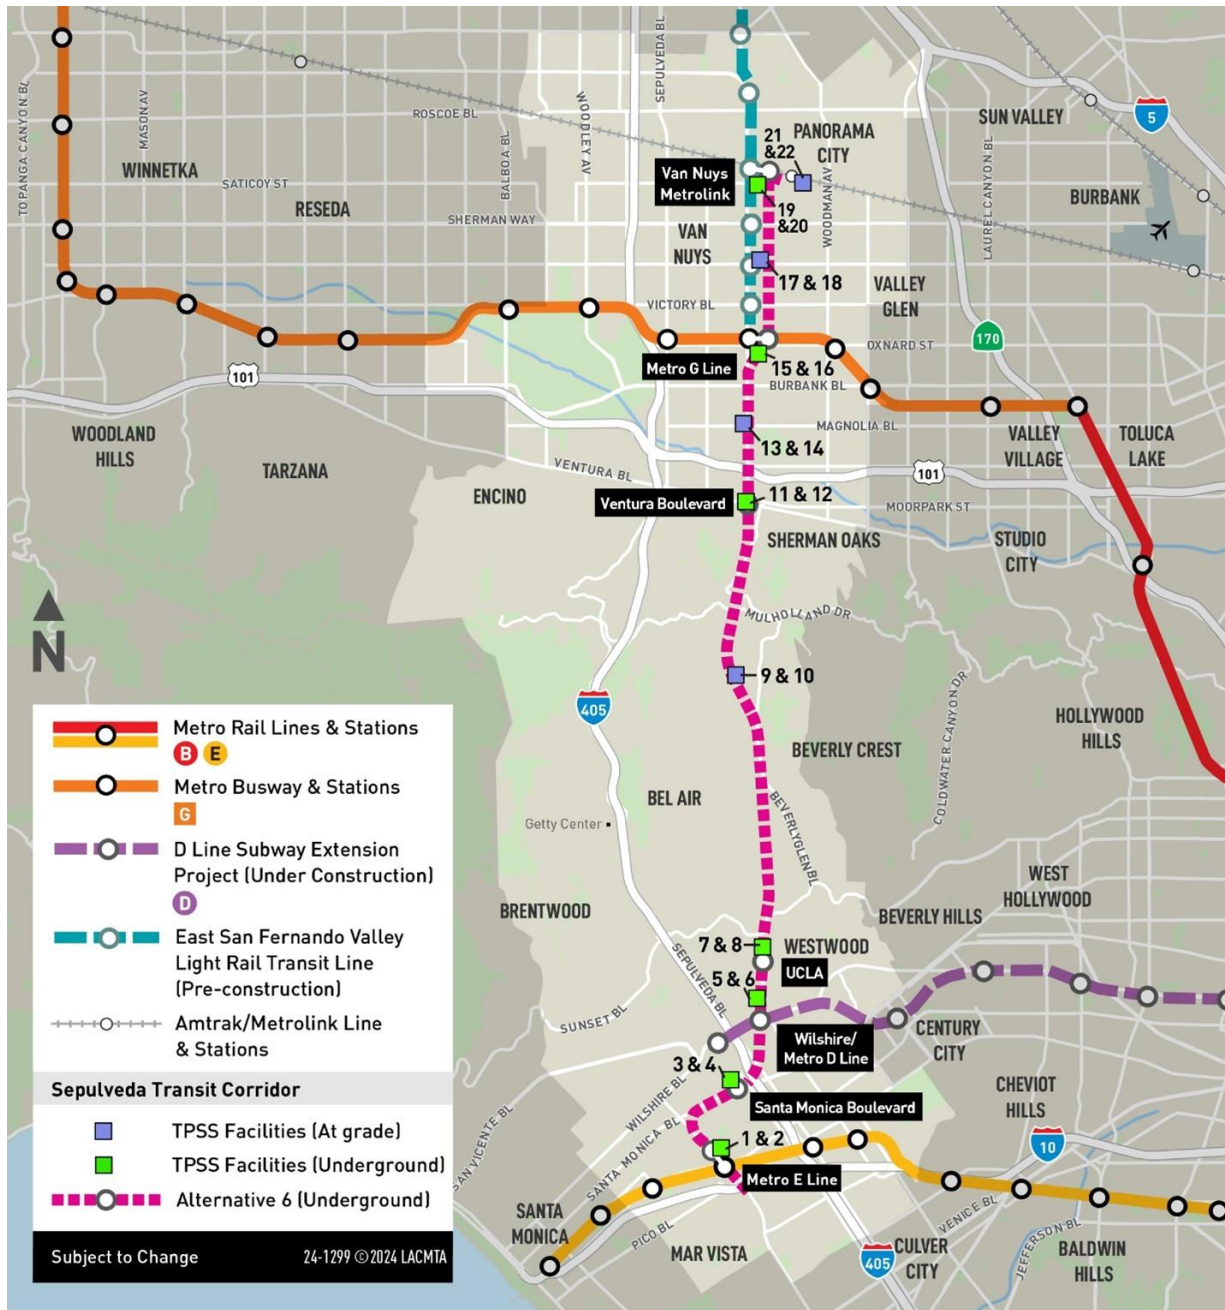 SEPULVEDA BL
TOPANGA CANYON BL
MASON AV
WOODLEY AV
ROSCOE BL
BALBOA BL
21
&22
PANORAMA
CITY
SUN VALLEY
5
WINNETKA
SATICOY ST
RESEDA
SHERMAN WAY
Van Nuys
Metrolink
WOODMAN AV
LAUREL CANYON BL
BURBANK
19
&20
VAN
NUYS
17 & 18
VALLEY
GLEN
VICTORY BL
OXNARD ST
170
Metro G Line
15 & 16
BURBANK BL
101
MAGNOLIA BL
WOODLAND
HILLS
TARZANA
VENTURA BL
13 & 14
VALLEY
VILLAGE
TOLUCA
LAKE
101
ENCINO
Ventura Boulevard
11 & 12
MOORPARK ST
SHERMAN OAKS
STUDIO
CITY
MULHOLLAND DR
N
9 & 10
COLDWATER CANYON DR
405
HOLLYWOOD
HILLS
BEVERLY CREST
BEL AIR
BEVERLYGLEN BL
Getty Center
WEST
HOLLYWOOD
BRENTWOOD
BEVERLY HILLS
7 & 8
WESTWOOD
UCLA
SEPULVEDA BL
5 & 6
SUNSET BL
Wilshire/
Metro D Line
CENTURY
CITY
3 & 4
WILSHIRE BL
Santa Monica Boulevard
CHEVIOT
HILLS
SAN VICENTE BL
SANTA MONICA BL
1 & 2
10
Metro E Line
SANTA
MONICA
PICO BL
MAR VISTA
VENICE BL
JEFFERSON BL
405
CULVER
CITY
BALDWIN
HILLS
Metro Rail Lines & Stations
B E
Metro Busway & Stations
G
D Line Subway Extension
Project (Under Construction)
D
East San Fernando Valley
Light Rail Transit Line
(Pre-construction)
Amtrak/Metrolink Line
& Stations
Sepulveda Transit Corridor
TPSS Facilities (At grade)
TPSS Facilities (Underground)
Alternative 6 (Underground)
Subject to Change 24-1299 ©2024 LACMTA